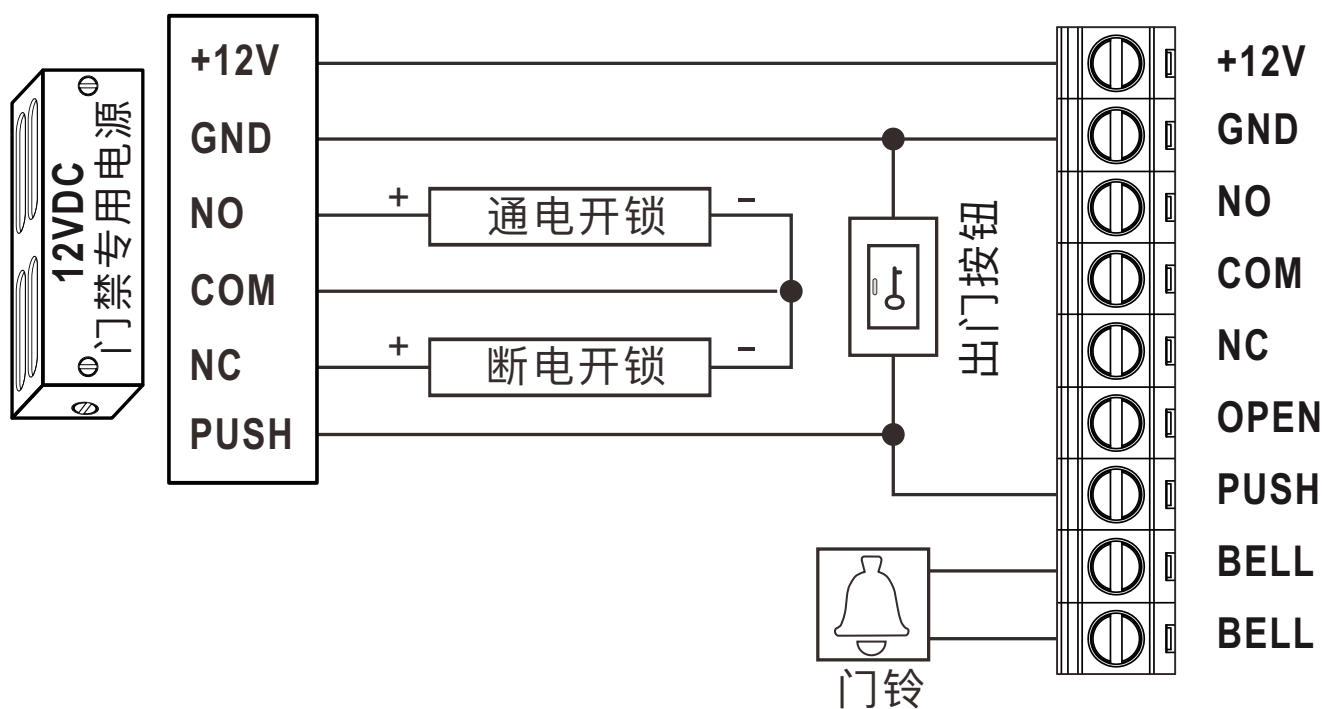 12VDC
门禁专用电源
+12V
GND
NO
COM
NC
PUSH
+ 通电开锁 -
+ 断电开锁 -
出门按钮
门铃
+12V
GND
NO
COM
NC
OPEN
PUSH
BELL
BELL